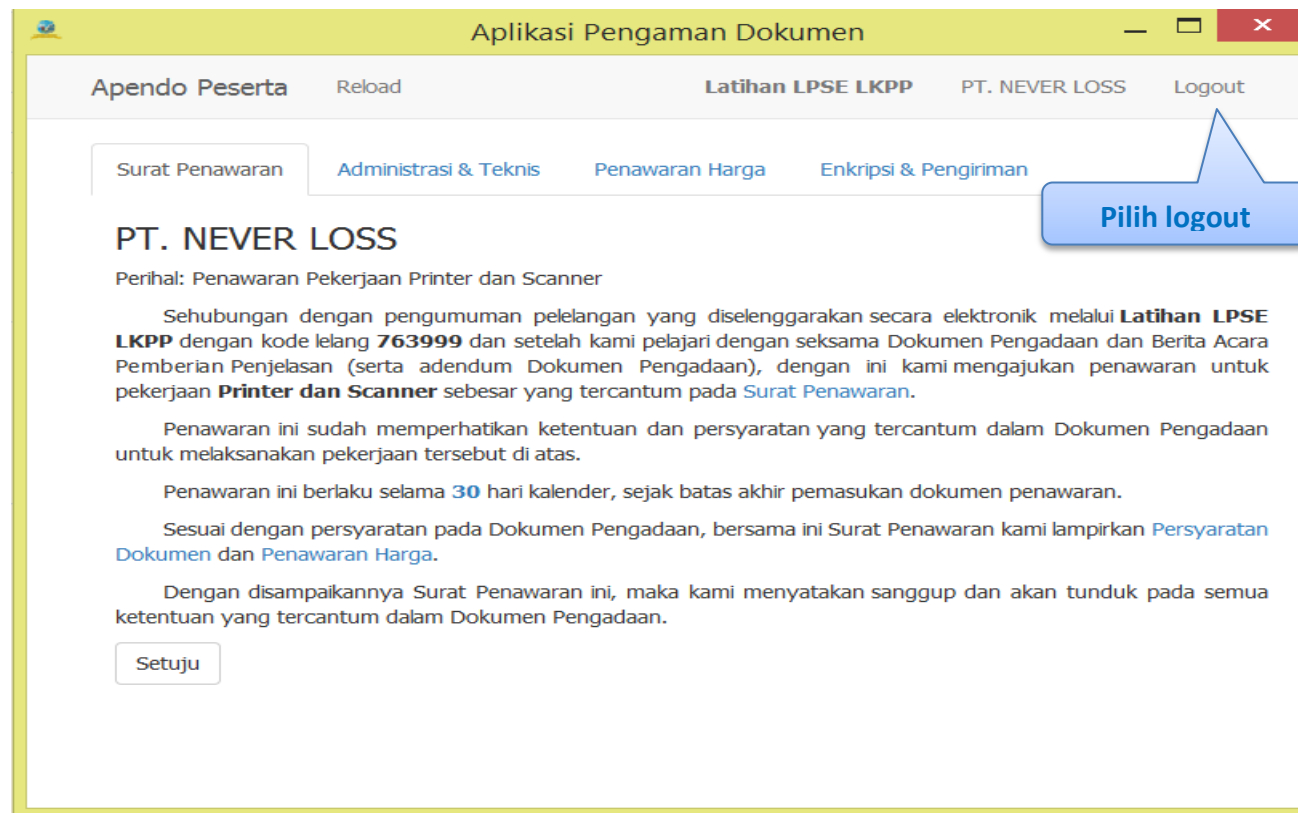 Aplikasi Pengaman Dokumen
Apendo Peserta Reload Latihan LPSE LKPP PT. NEVER LOSS Logout
Surat Penawaran Administrasi & Teknis Penawaran Harga Enkripsi & Pengiriman
Pilih logout
PT. NEVER LOSS
Perihal: Penawaran Pekerjaan Printer dan Scanner
Sehubungan dengan pengumuman pelelangan yang diselenggarakan secara elektronik melalui Latihan LPSE
LKPP dengan kode lelang 763999 dan setelah kami pelajari dengan seksama Dokumen Pengadaan dan Berita Acara
Pemberian Penjelasan (serta adendum Dokumen Pengadaan), dengan ini kami mengajukan penawaran untuk
pekerjaan Printer dan Scanner sebesar yang tercantum pada Surat Penawaran.
Penawaran ini sudah memperhatikan ketentuan dan persyaratan yang tercantum dalam Dokumen Pengadaan
untuk melaksanakan pekerjaan tersebut di atas.
Penawaran ini berlaku selama 30 hari kalender, sejak batas akhir pemasukan dokumen penawaran.
Sesuai dengan persyaratan pada Dokumen Pengadaan, bersama ini Surat Penawaran kami lampirkan Persyaratan
Dokumen dan Penawaran Harga.
Dengan disampaikannya Surat Penawaran ini, maka kami menyatakan sanggup dan akan tunduk pada semua
ketentuan yang tercantum dalam Dokumen Pengadaan.
Setuju